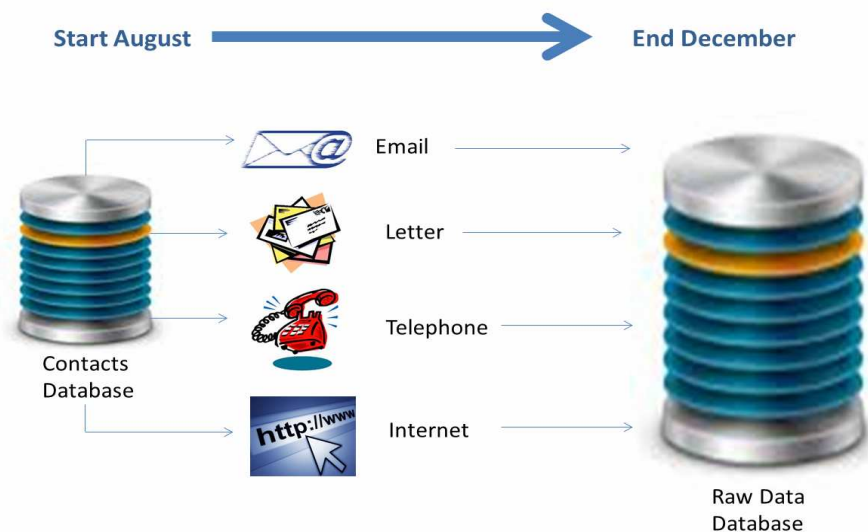 Start August
End December
Email
Letter
Telephone
Contacts
Database
http://www
Internet
Raw Data
Database